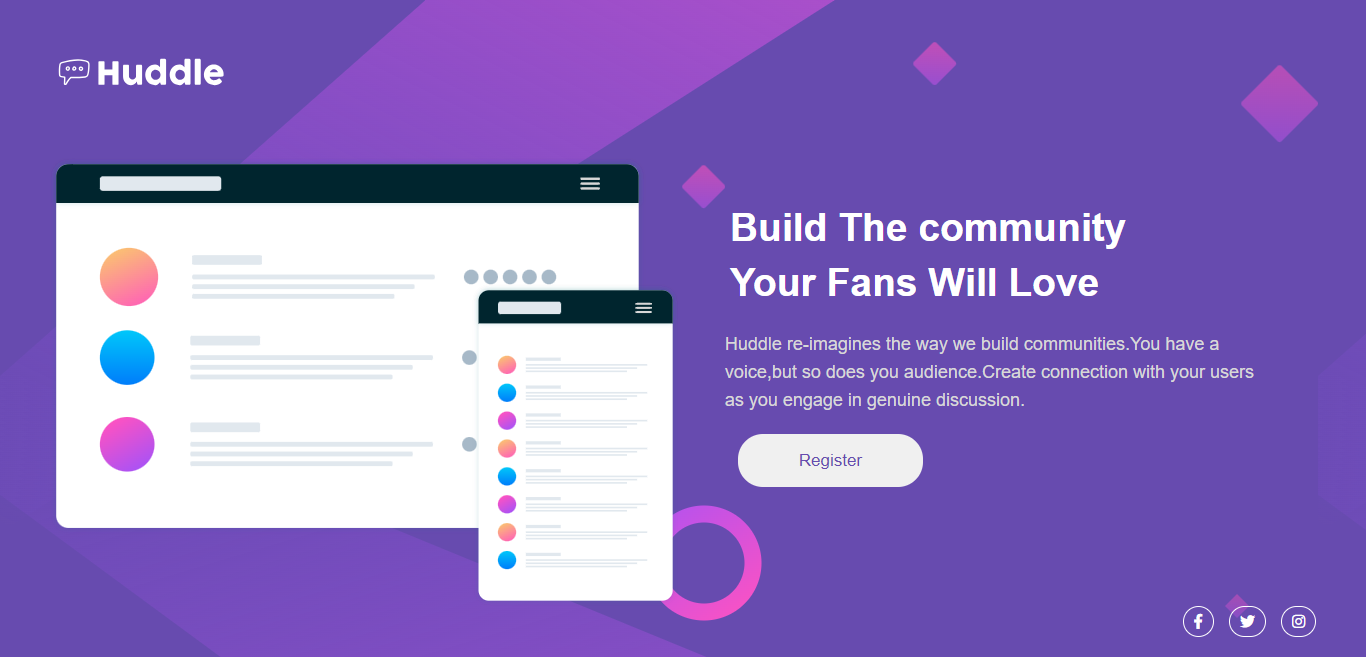 Huddle
Build The community
Your Fans Will Love
Huddle re-imagines the way we build communities.You have a
voice,but so does you audience.Create connection with your users
as you engage in genuine discussion.
Register